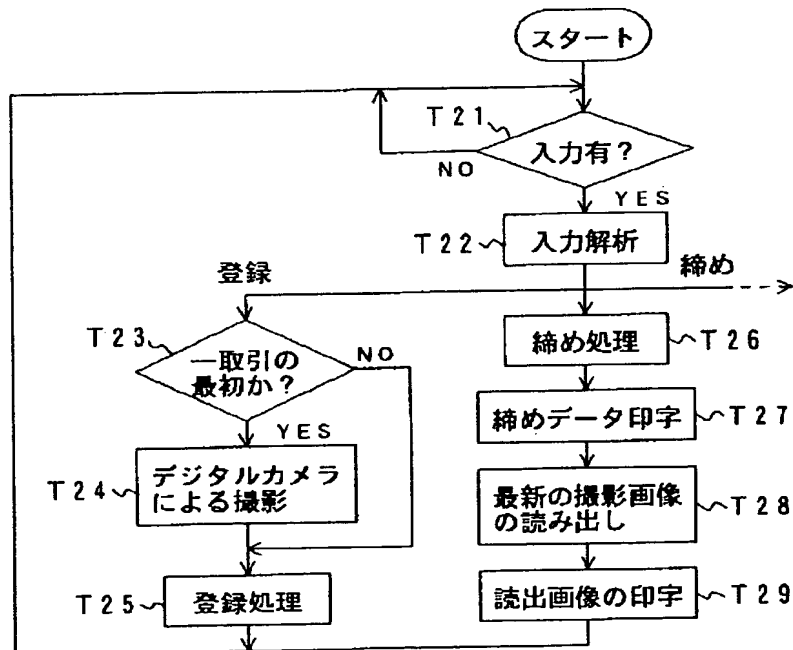 スタート
T21
入力有？
NO
YES
T22
入力解析
登録
締め
T23
一取引の
最初か？
NO
YES
T24
デジタルカメラ
による撮影
T25
登録処理
締め処理
T26
締めデータ印字
T27
最新の撮影画像
の読み出し
T28
読出画像の印字
T29